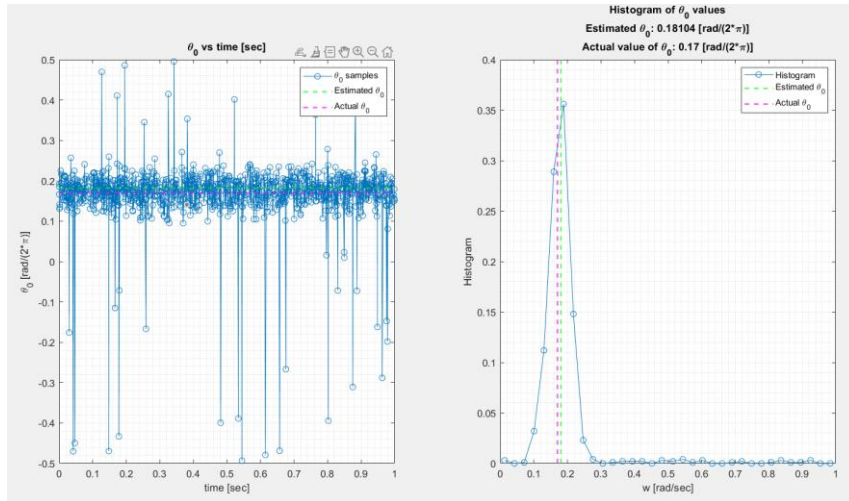 θ₀ vs time [sec]
θ₀ samples
Estimated θ₀
Actual θ₀
0.5
0.4
0.3
0.2
0.1
0
-0.1
-0.2
-0.3
-0.4
-0.5
θ₀ [rad/(2*π)]
0 0.1 0.2 0.3 0.4 0.5 0.6 0.7 0.8 0.9 1
time [sec]
Histogram of θ₀ values
Estimated θ₀: 0.18104 [rad/(2*π)]
Actual value of θ₀: 0.17 [rad/(2*π)]
Histogram
Estimated θ₀
Actual θ₀
0.4
0.35
0.3
0.25
0.2
0.15
0.1
0.05
0
Histogram
0 0.1 0.2 0.3 0.4 0.5 0.6 0.7 0.8 0.9 1
w [rad/sec]